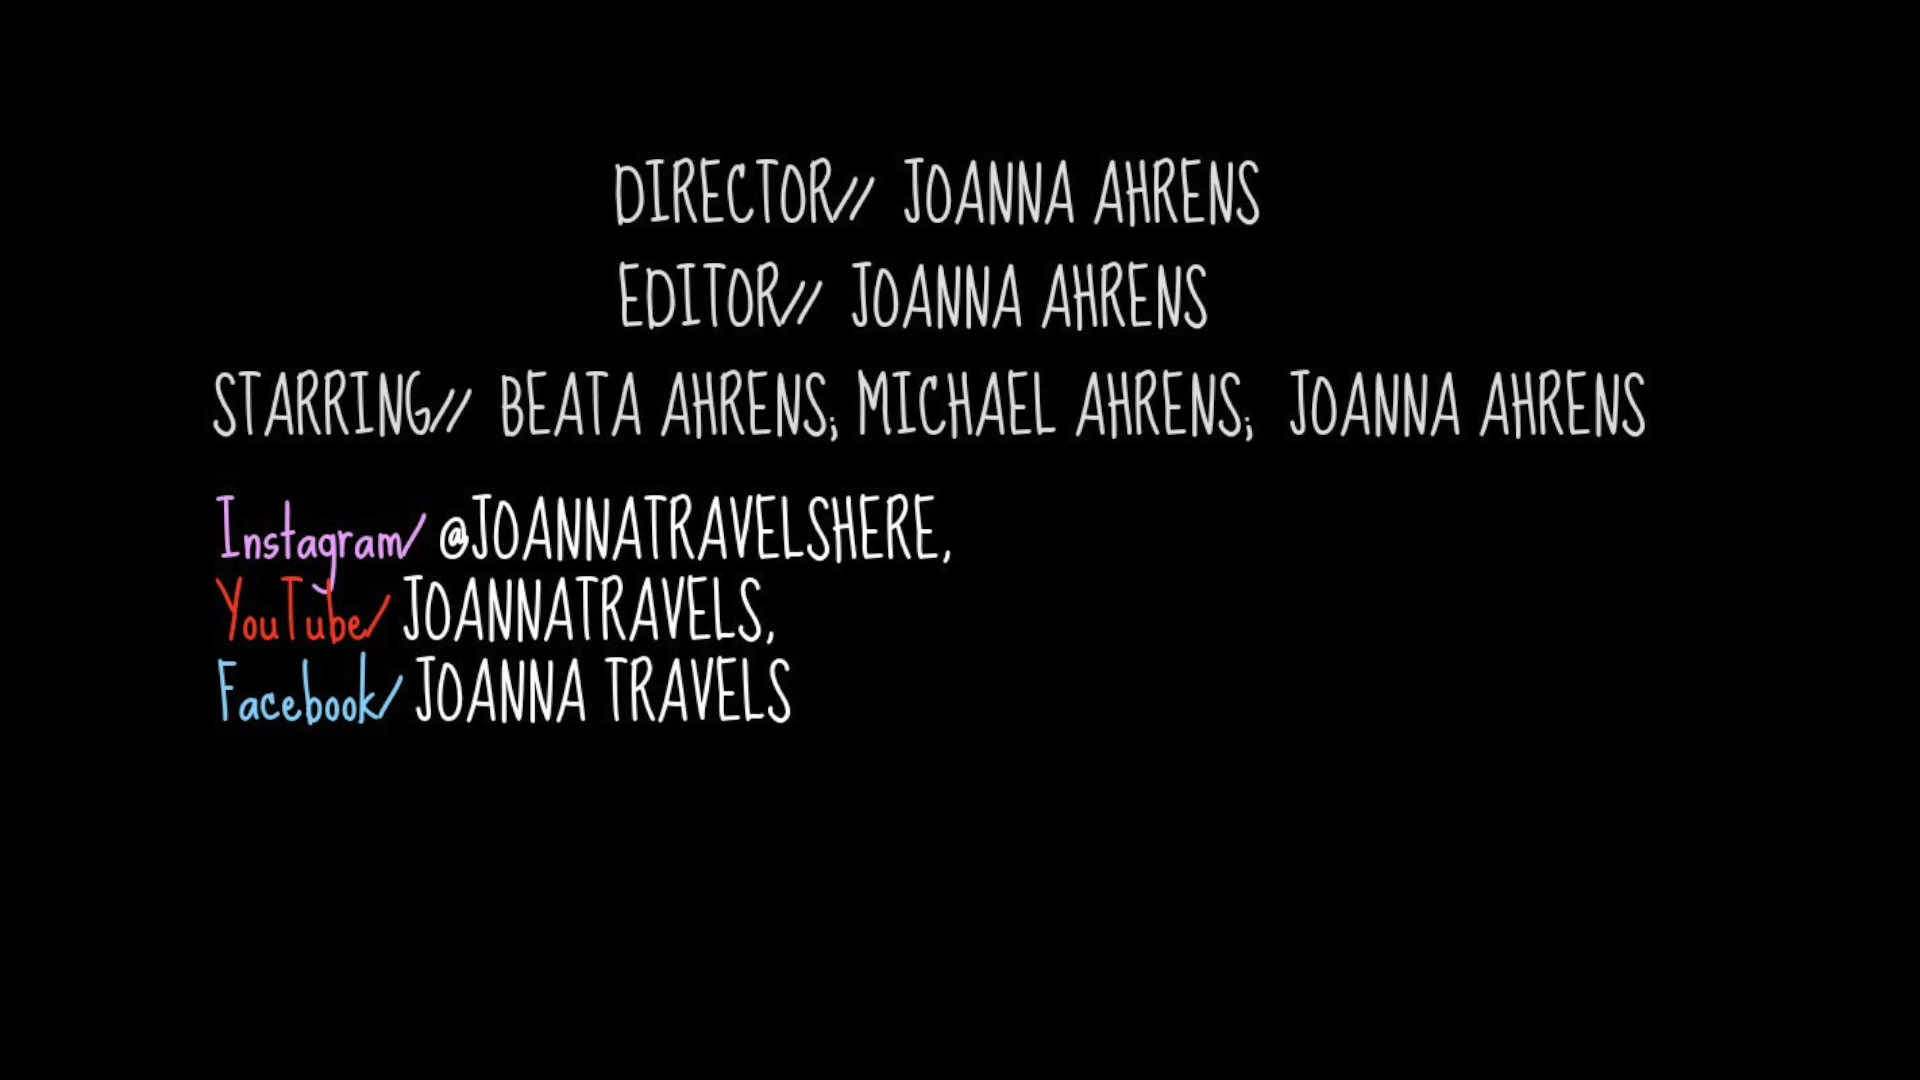 DIRECTOR// JOANNA AHRENS
EDITOR// JOANNA AHRENS
STARRING// BEATA AHRENS; MICHAEL AHRENS; JOANNA AHRENS
Instagram/ @JOANNATRAVELSHERE,
YouTube/ JOANNATRAVELS,
Facebook/ JOANNA TRAVELS